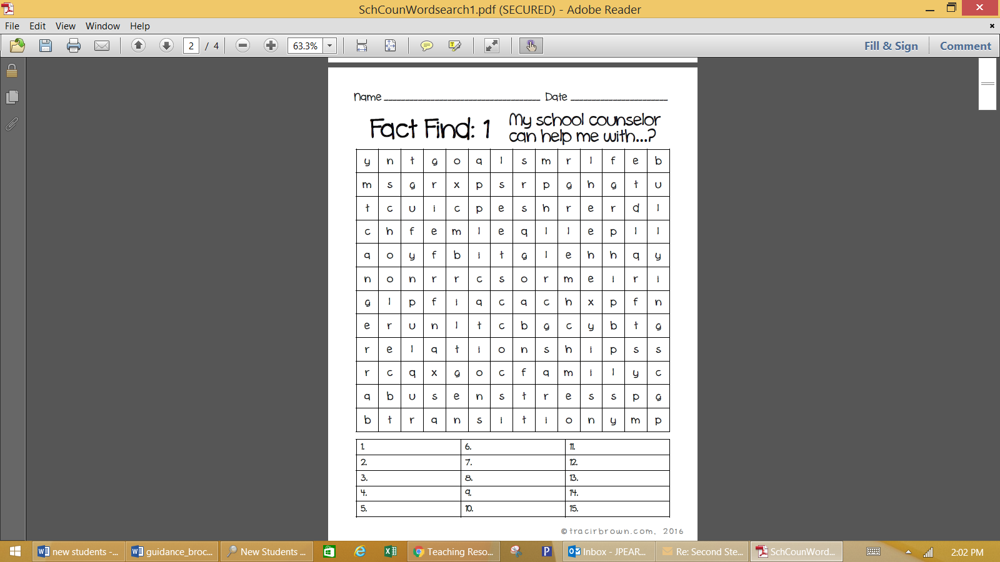 SchCounWordsearch1.pdf (SECURED) - Adobe Reader
File Edit View Window Help
2 / 4 63.3% Fill & Sign Comment
Name ______________________________ Date ____________________
Fact Find: 1
My school counselor
can help me with...?
y n t g o a l s m r l f e b
m s g r x p s r p g h g t u
t c u i c p e s h r e r d l
c h f e m l e q l l e p l l
a o y f b i t g l e h h q y
n o n r r c s o r m e i r i
g l p f i a c a c h x p f n
e r u n l t c b g c y b t g
r e l a t i o n s h i p s s
r c q x g o c f a m i l y c
a b u s e n s t r e s s p g
b t r a n s i t i o n y m p
1. 6. 11.
2. 7. 12.
3. 8. 13.
4. 9. 14.
5. 10. 15.
©tracirbrown.com, 2016
new students -... guidance_broc... New Students ... Teaching Reso... Inbox - JPEAR... Re: Second Ste... SchCounWord... 2:02 PM